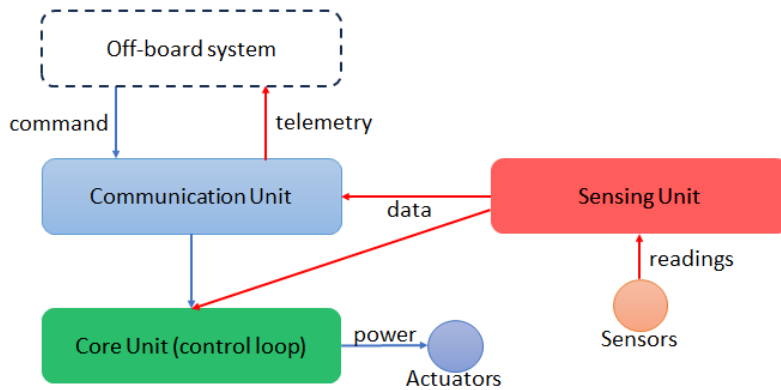 Off-board system
command
telemetry
Communication Unit
Sensing Unit
data
readings
Sensors
Core Unit (control loop)
power
Actuators